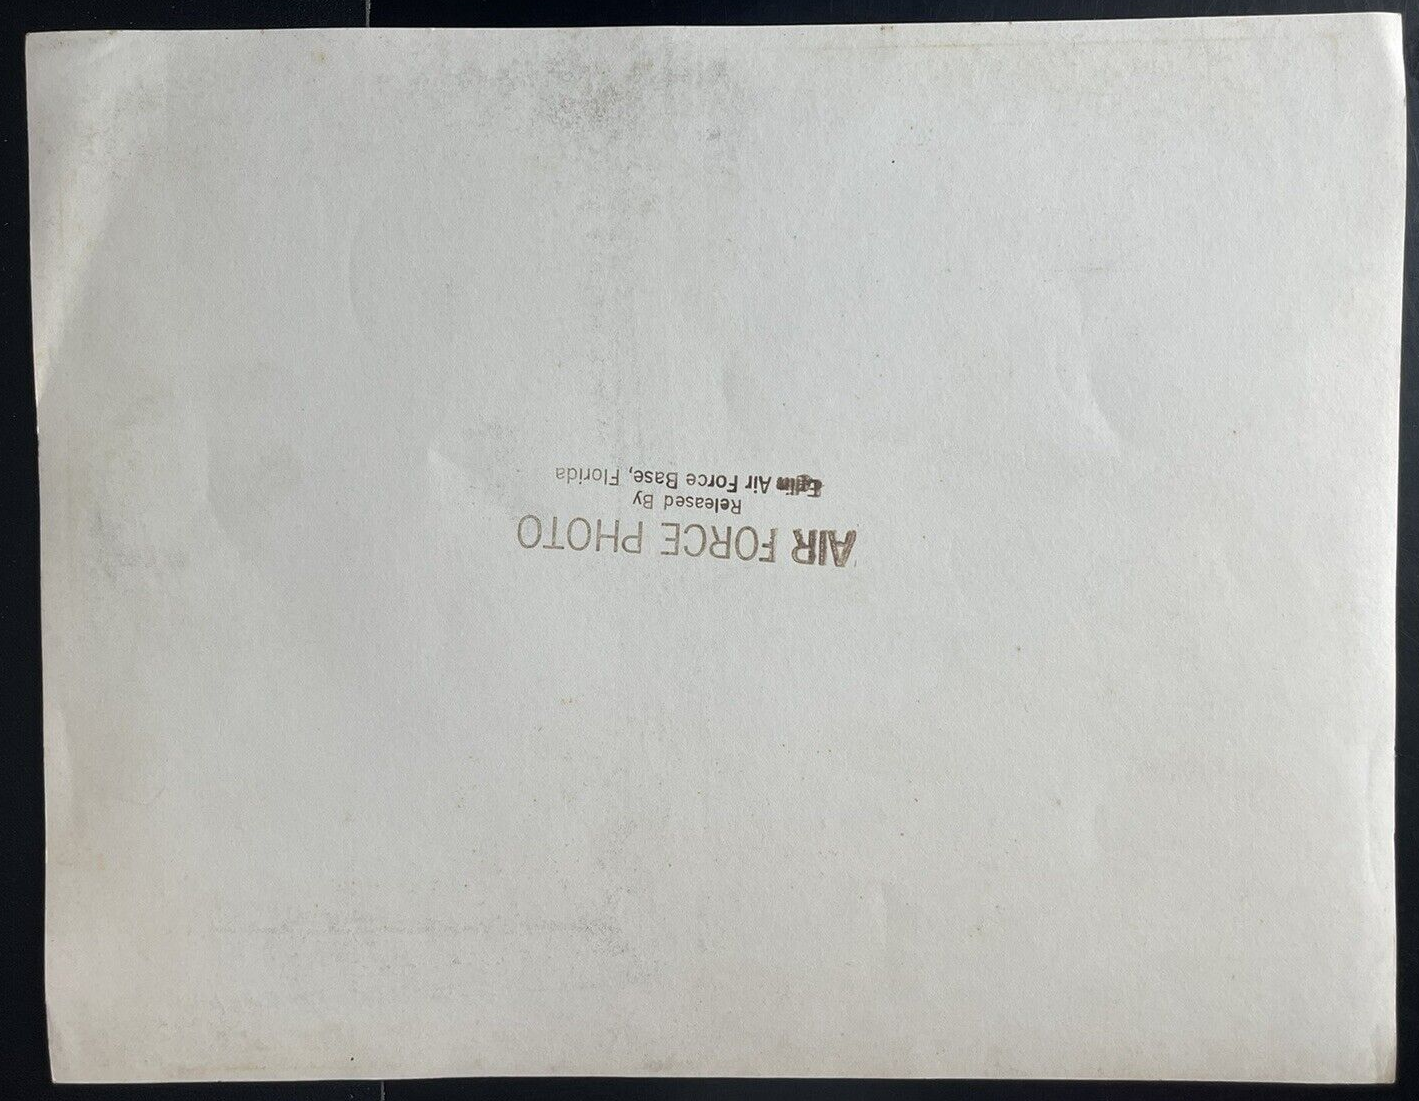 AIR FORCE PHOTO
Released By
Eglin Air Force Base, Florida